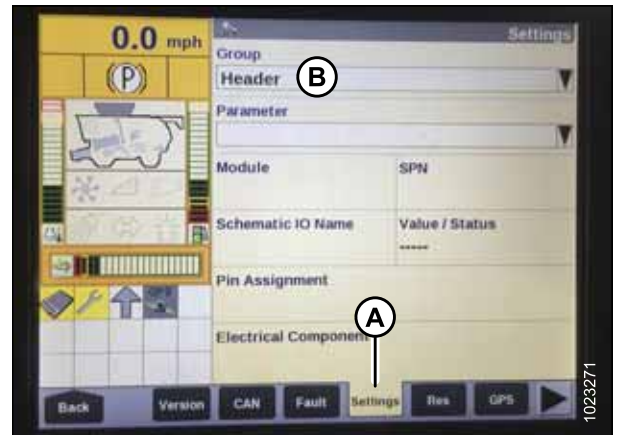 0.0 mph
(P)
Settings
Group
Header
B
Parameter
Module
SPN
Schematic IO Name
Value / Status
-----
Pin Assignment
A
Electrical Component
Back
Version
CAN
Fault
Settings
Res
GPS
1023271